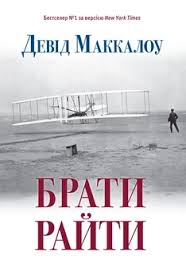 Бестселер №1 за версією New York Times
ДЕВІД МАККАЛОУ
БРАТИ
РАЙТИ